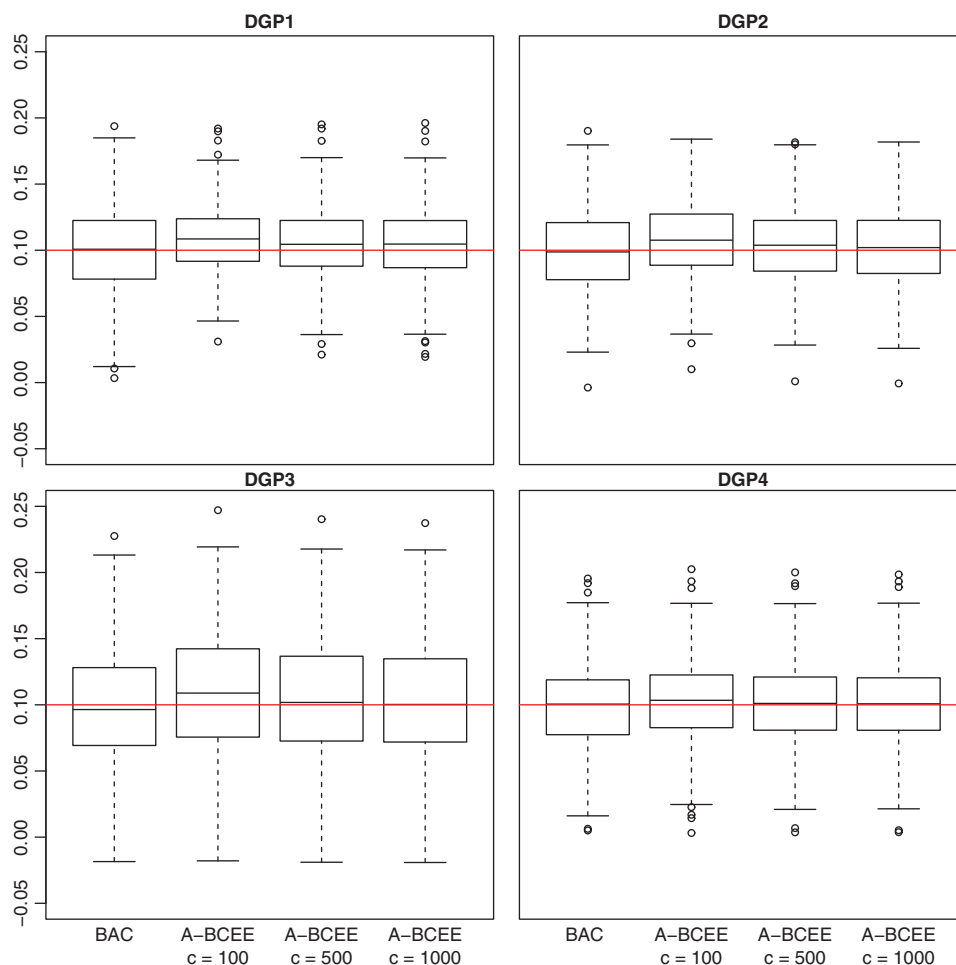 DGP1
DGP2
0.25
0.20
0.15
0.10
0.05
0.00
−0.05
DGP3
DGP4
0.25
0.20
0.15
0.10
0.05
0.00
−0.05
BAC
A−BCEE
c = 100
A−BCEE
c = 500
A−BCEE
c = 1000
BAC
A−BCEE
c = 100
A−BCEE
c = 500
A−BCEE
c = 1000